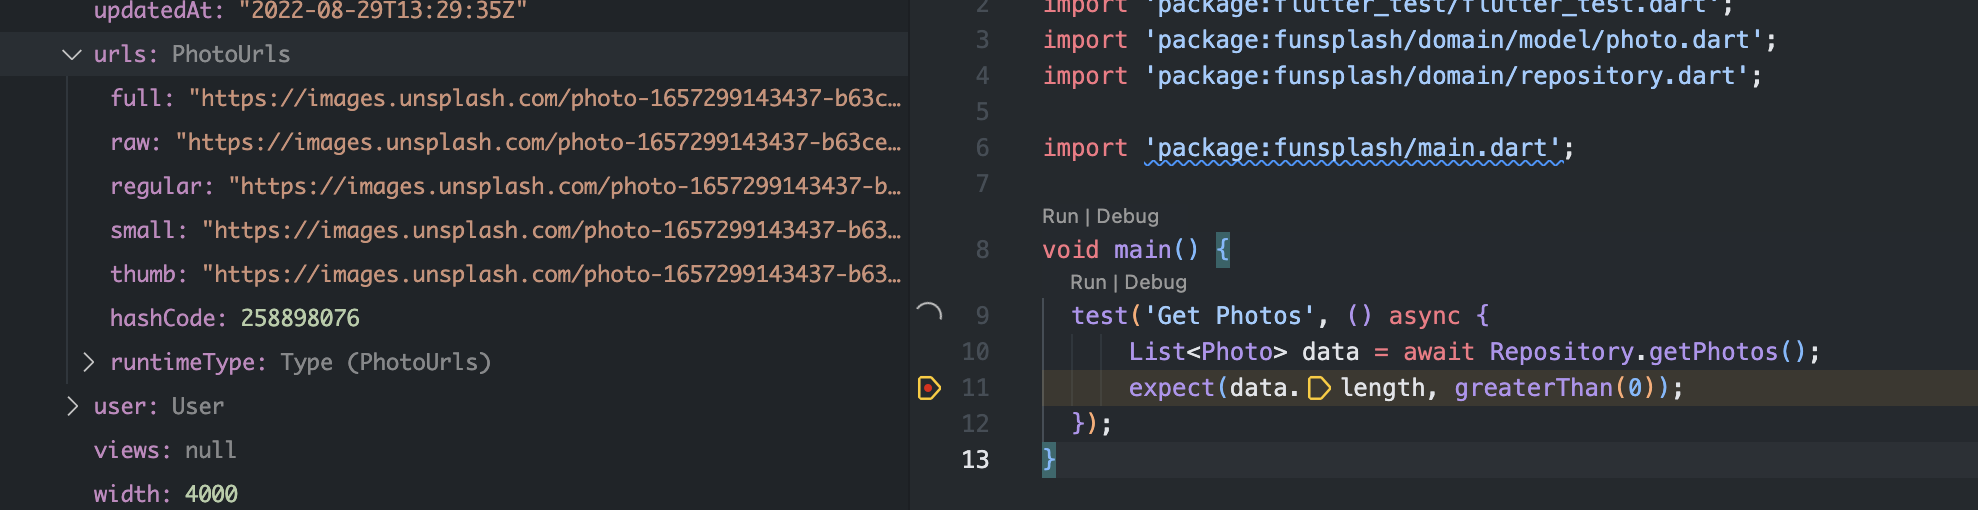 updatedAt: "2022-08-29T13:29:35Z"
urls: PhotoUrls
full: "https://images.unsplash.com/photo-1657299143437-b63c…
raw: "https://images.unsplash.com/photo-1657299143437-b63ce…
regular: "https://images.unsplash.com/photo-1657299143437-b…
small: "https://images.unsplash.com/photo-1657299143437-b63…
thumb: "https://images.unsplash.com/photo-1657299143437-b63…
hashCode: 258898076
runtimeType: Type (PhotoUrls)
user: User
views: null
width: 4000
2 import 'package:flutter_test/flutter_test.dart';
3 import 'package:funsplash/domain/model/photo.dart';
4 import 'package:funsplash/domain/repository.dart';
5
6 import 'package:funsplash/main.dart';
7
Run | Debug
8 void main() {
Run | Debug
9 test('Get Photos', () async {
10 List<Photo> data = await Repository.getPhotos();
11 expect(data.length, greaterThan(0));
12 });
13 }